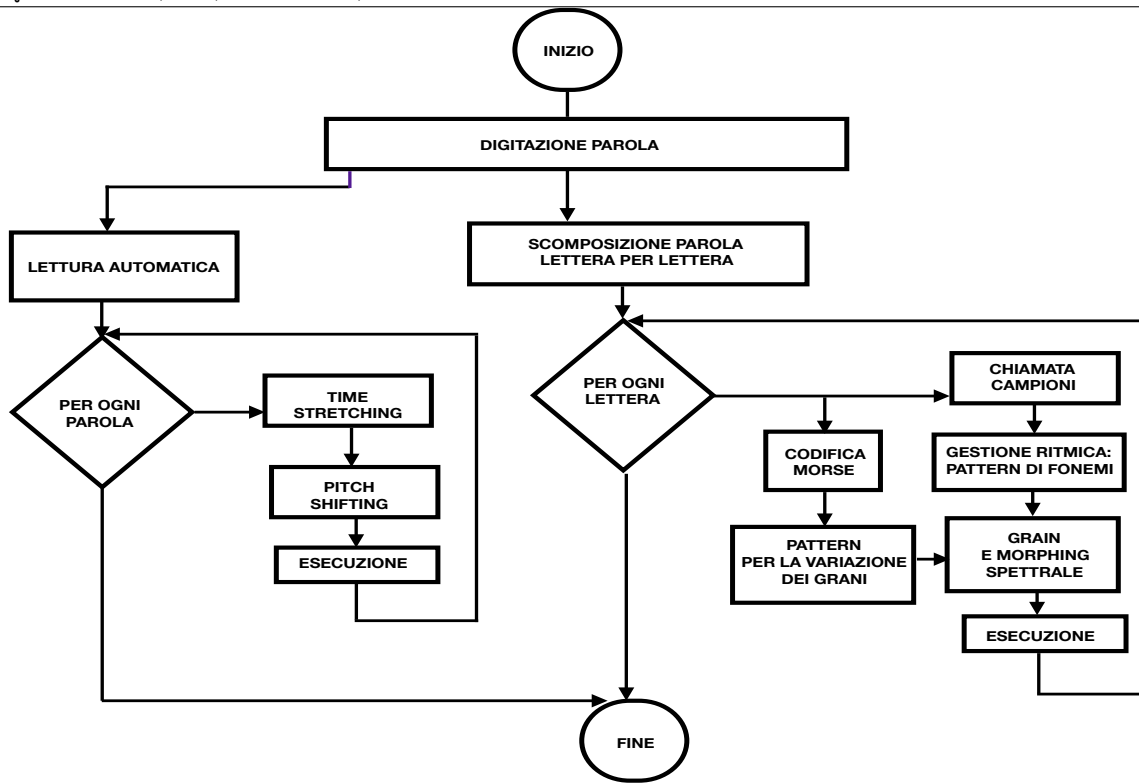 INIZIO
DIGITAZIONE PAROLA
LETTURA AUTOMATICA
SCOMPOSIZIONE PAROLA
LETTERA PER LETTERA
PER OGNI
PAROLA
TIME
STRETCHING
PITCH
SHIFTING
ESECUZIONE
PER OGNI
LETTERA
CHIAMATA
CAMPIONI
CODIFICA
MORSE
GESTIONE RITMICA:
PATTERN DI FONEMI
PATTERN
PER LA VARIAZIONE
DEI GRANI
GRAIN
E MORPHING
SPETTRALE
ESECUZIONE
FINE